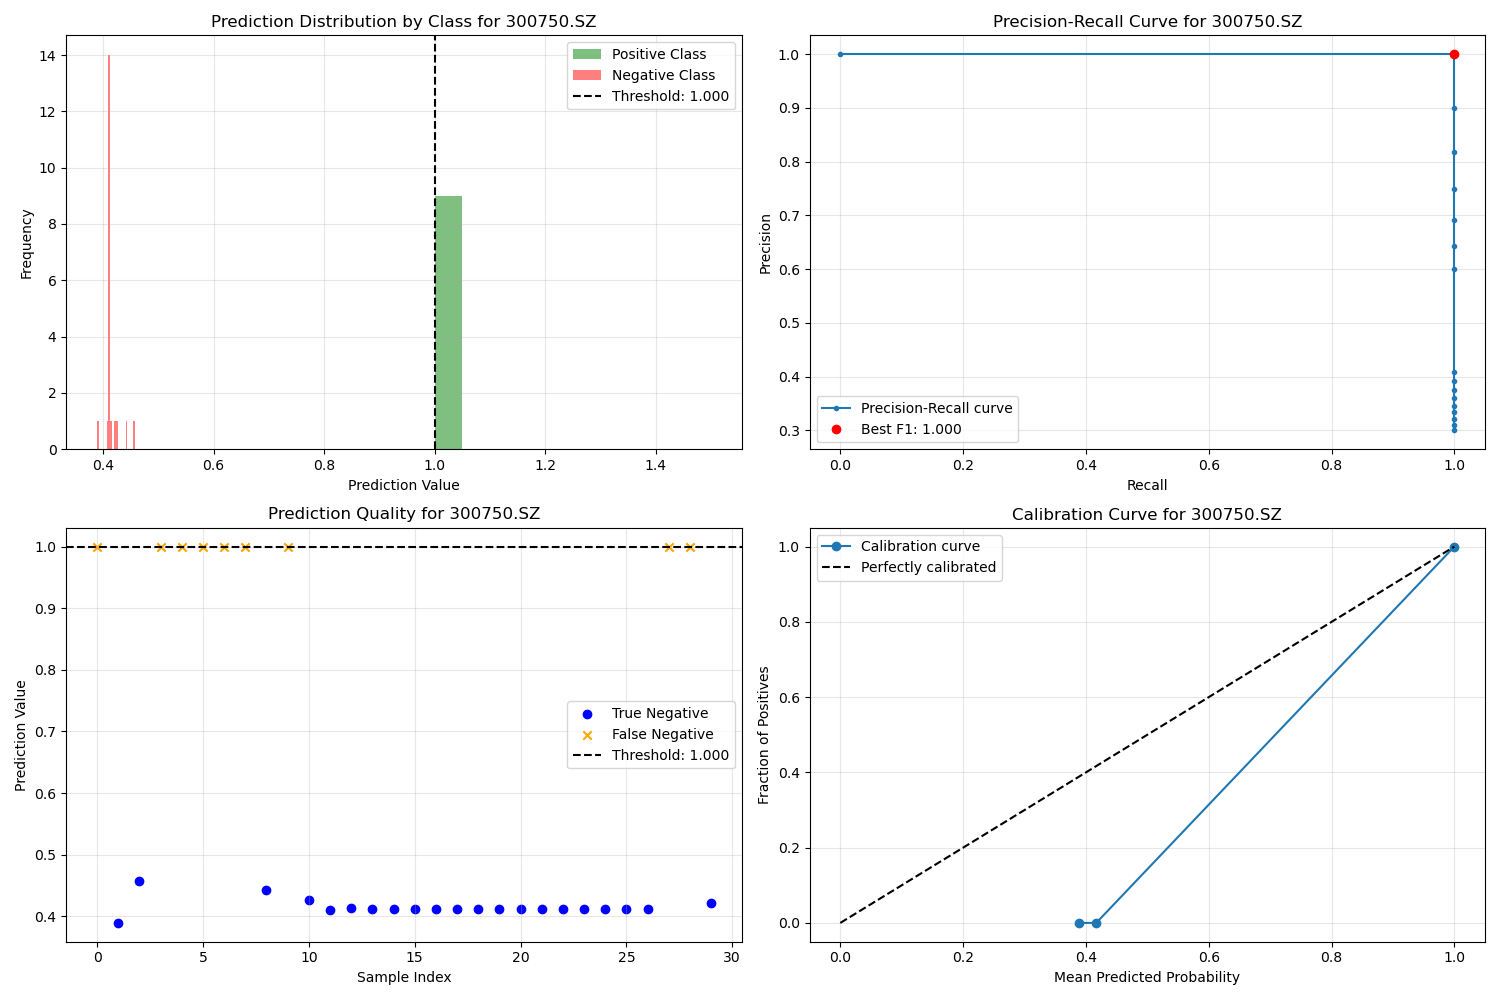 Prediction Distribution by Class for 300750.SZ
14
12
10
8
6
4
2
0
Frequency
0.4 0.6 0.8 1.0 1.2 1.4
Prediction Value
Positive Class
Negative Class
Threshold: 1.000
Precision-Recall Curve for 300750.SZ
1.0
0.9
0.8
0.7
0.6
0.5
0.4
0.3
Precision
0.0 0.2 0.4 0.6 0.8 1.0
Recall
Precision-Recall curve
Best F1: 1.000
Prediction Quality for 300750.SZ
1.0
0.9
0.8
0.7
0.6
0.5
0.4
Prediction Value
0 5 10 15 20 25 30
Sample Index
True Negative
False Negative
Threshold: 1.000
Calibration Curve for 300750.SZ
1.0
0.8
0.6
0.4
0.2
0.0
Fraction of Positives
0.0 0.2 0.4 0.6 0.8 1.0
Mean Predicted Probability
Calibration curve
Perfectly calibrated